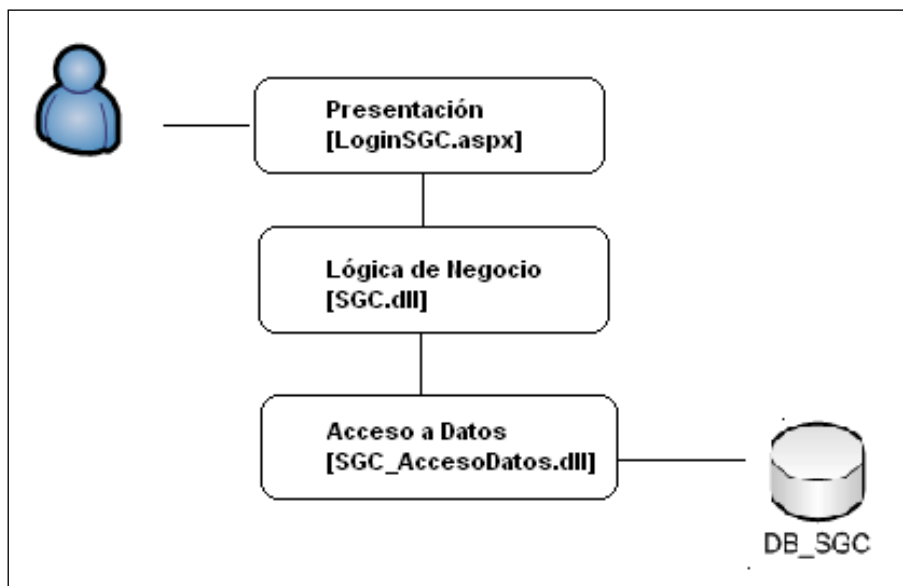 Presentación
[LoginSGC.aspx]
Lógica de Negocio
[SGC.dll]
Acceso a Datos
[SGC_AccesoDatos.dll]
DB_SGC